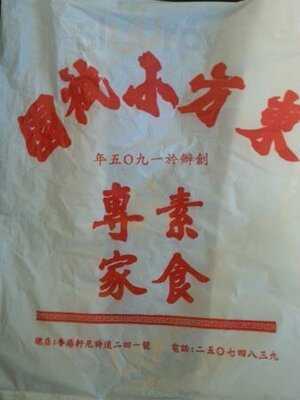 東方小祇園
創辦於一九〇五年
素食
專家
總店:香港軒尼詩道二四一號 電話:二五〇七四八三九